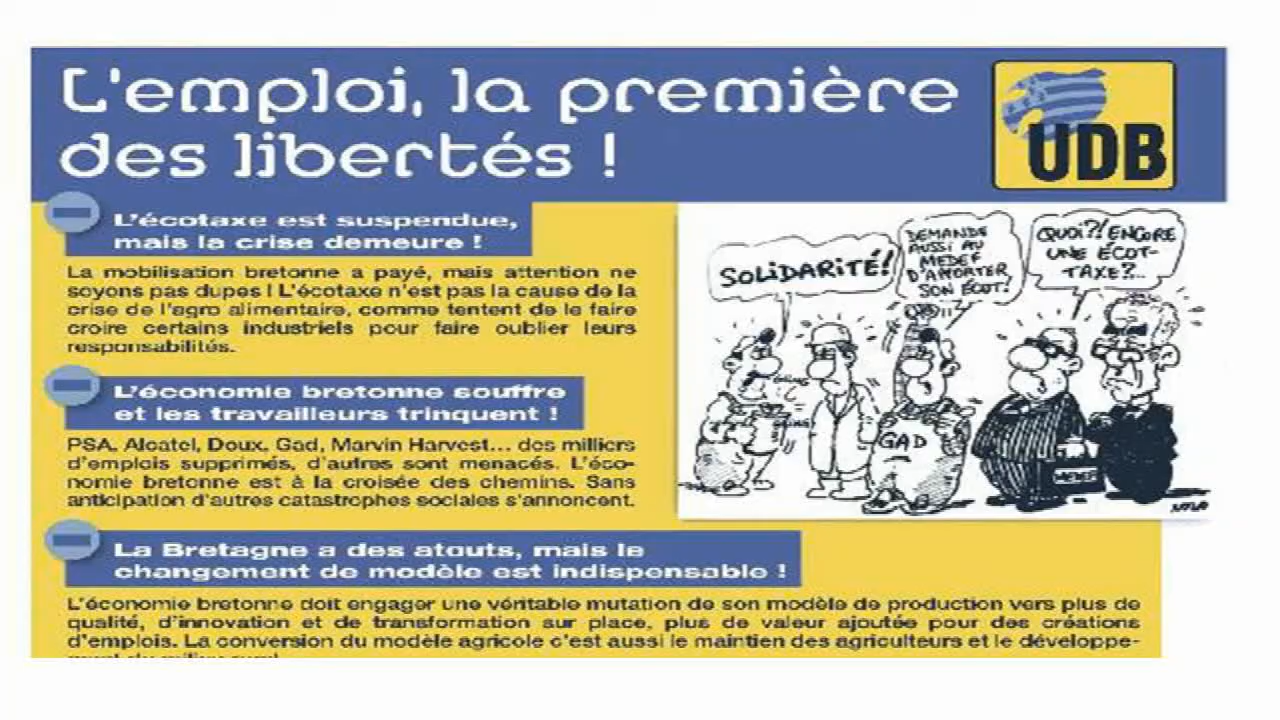 L'emploi, la première
des libertés !
UDB
L'écotaxe est suspendue,
mais la crise demeure !
La mobilisation bretonne a payé, mais attention ne
soyons pas dupes ! L'écotaxe n'est pas la cause de la
crise de l'agro alimentaire, comme tentent de le faire
croire certains industriels pour faire oublier leurs
responsabilités.
L'économie bretonne souffre
et les travailleurs trinquent !
PSA, Alcatel, Doux, Gad, Marvin Harvest... des milliers
d'emplois supprimés, d'autres sont menacés. L'éco-
nomie bretonne est à la croisée des chemins. Sans
anticipation d'autres catastrophes sociales s'annoncent.
SOLIDARITÉ!
DEMANDE
AUSSI AU
MEDEF
D'APPORTER
SON ÉCOT!
QUOI?! ENCORE
UNE ÉCOT-
TAXE?...
GAD
MEDEF
La Bretagne a des atouts, mais le
changement de modèle est indispensable !
L'économie bretonne doit engager une véritable mutation de son modèle de production vers plus de
qualité, d'innovation et de transformation sur place, plus de valeur ajoutée pour des créations
d'emplois. La conversion du modèle agricole c'est aussi le maintien des agriculteurs et le développe-